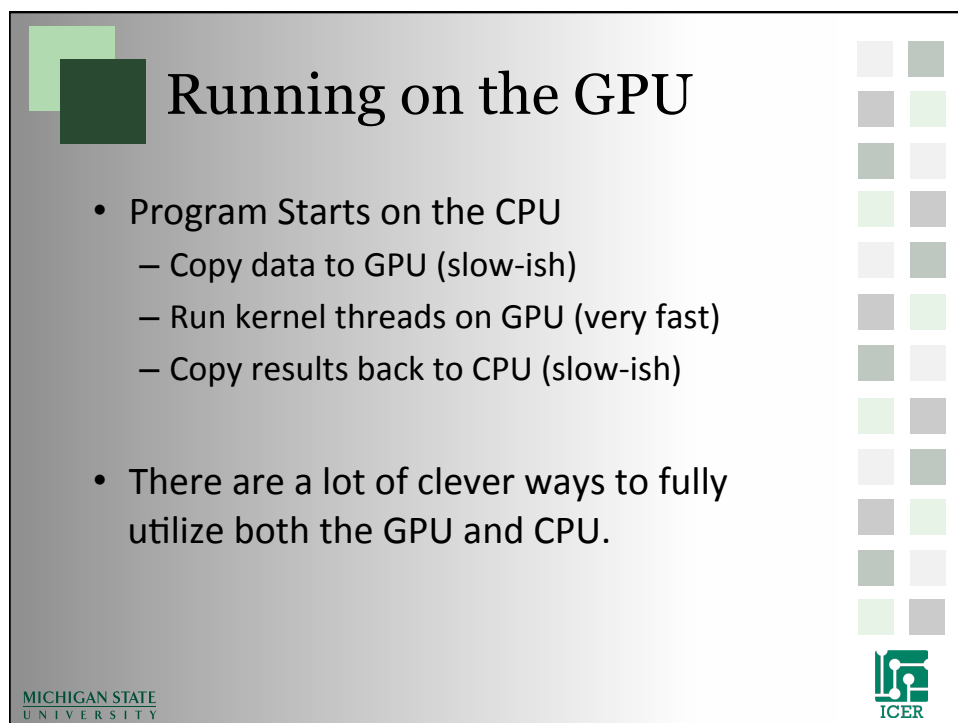 Running on the GPU
• Program Starts on the CPU
– Copy data to GPU (slow-ish)
– Run kernel threads on GPU (very fast)
– Copy results back to CPU (slow-ish)
• There are a lot of clever ways to fully
utilize both the GPU and CPU.
MICHIGAN STATE
UNIVERSITY
ICER